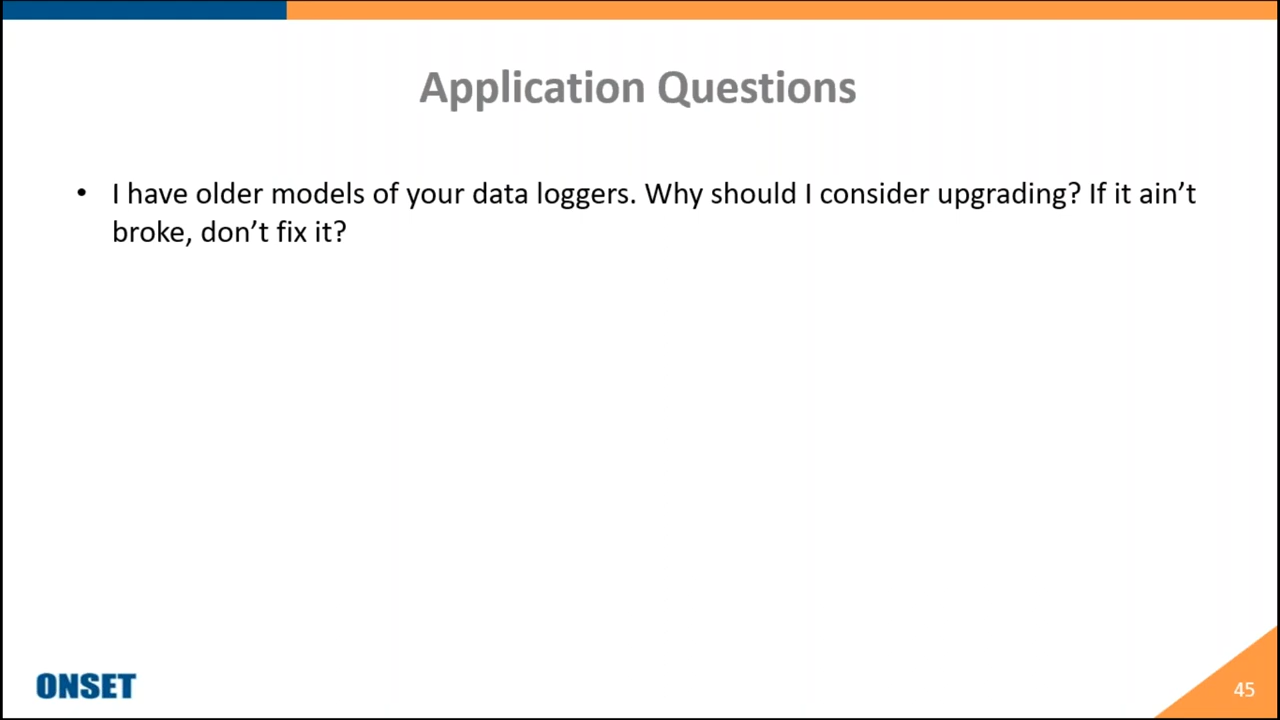 Application Questions
• I have older models of your data loggers. Why should I consider upgrading? If it ain’t
broke, don’t fix it?
ONSET
45